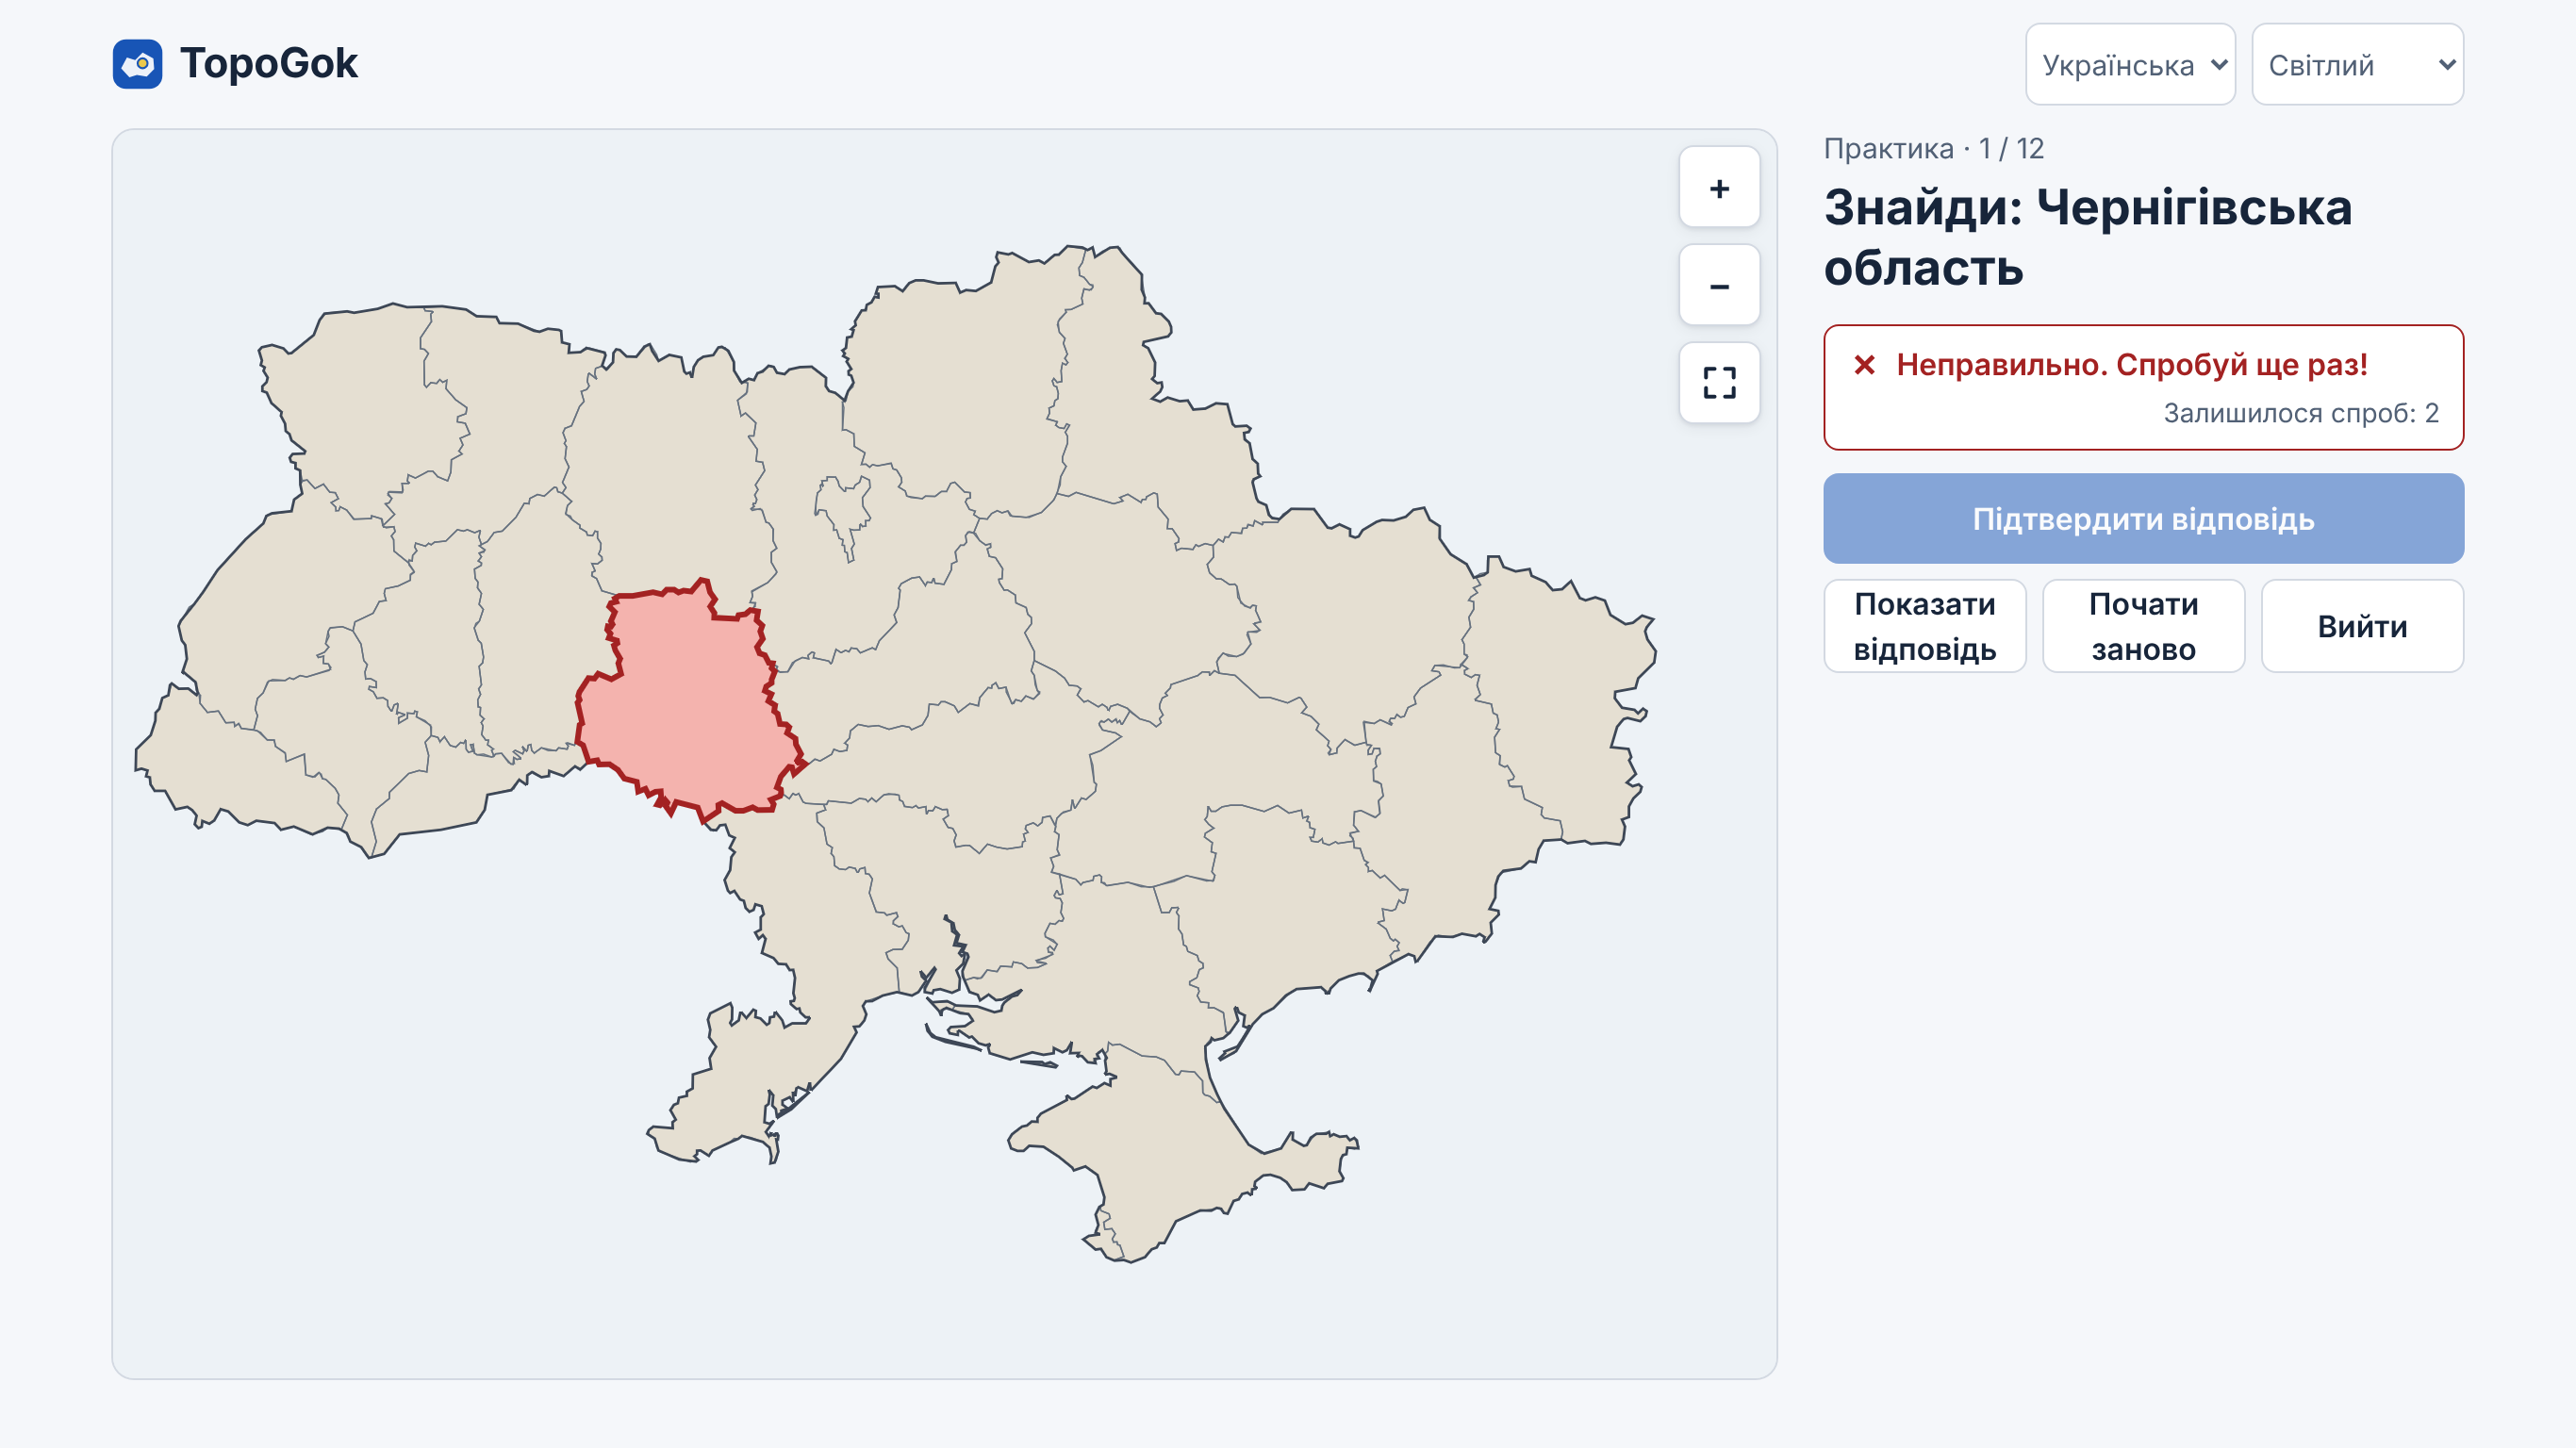 TopoGok
Українська
Світлий
+
−
Практика · 1 / 12
Знайди: Чернігівська
область
× Неправильно. Спробуй ще раз!
Залишилося спроб: 2
Підтвердити відповідь
Показати
відповідь
Почати
заново
Вийти